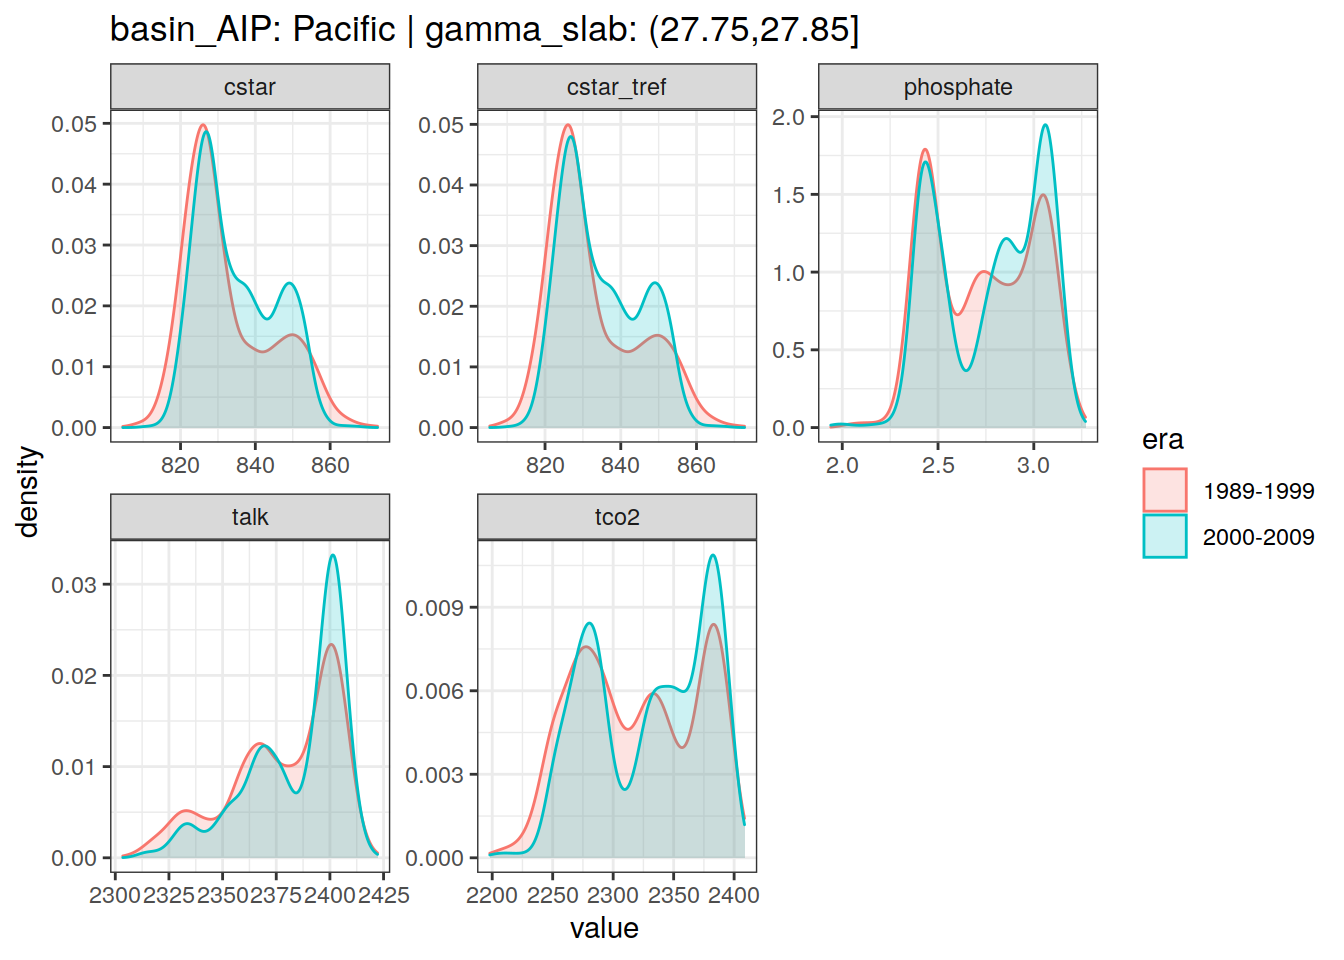 basin_AIP: Pacific | gamma_slab: (27.75,27.85]
cstar
cstar_tref
phosphate
0.05
0.04
0.03
0.02
0.01
0.00
820 840 860
0.05
0.04
0.03
0.02
0.01
0.00
820 840 860
2.0
1.5
1.0
0.5
0.0
2.0 2.5 3.0
talk
tco2
0.03
0.02
0.01
0.00
2300 2325 2350 2375 2400 2425
0.009
0.006
0.003
0.000
2200 2250 2300 2350 2400
density
value
era
1989-1999
2000-2009